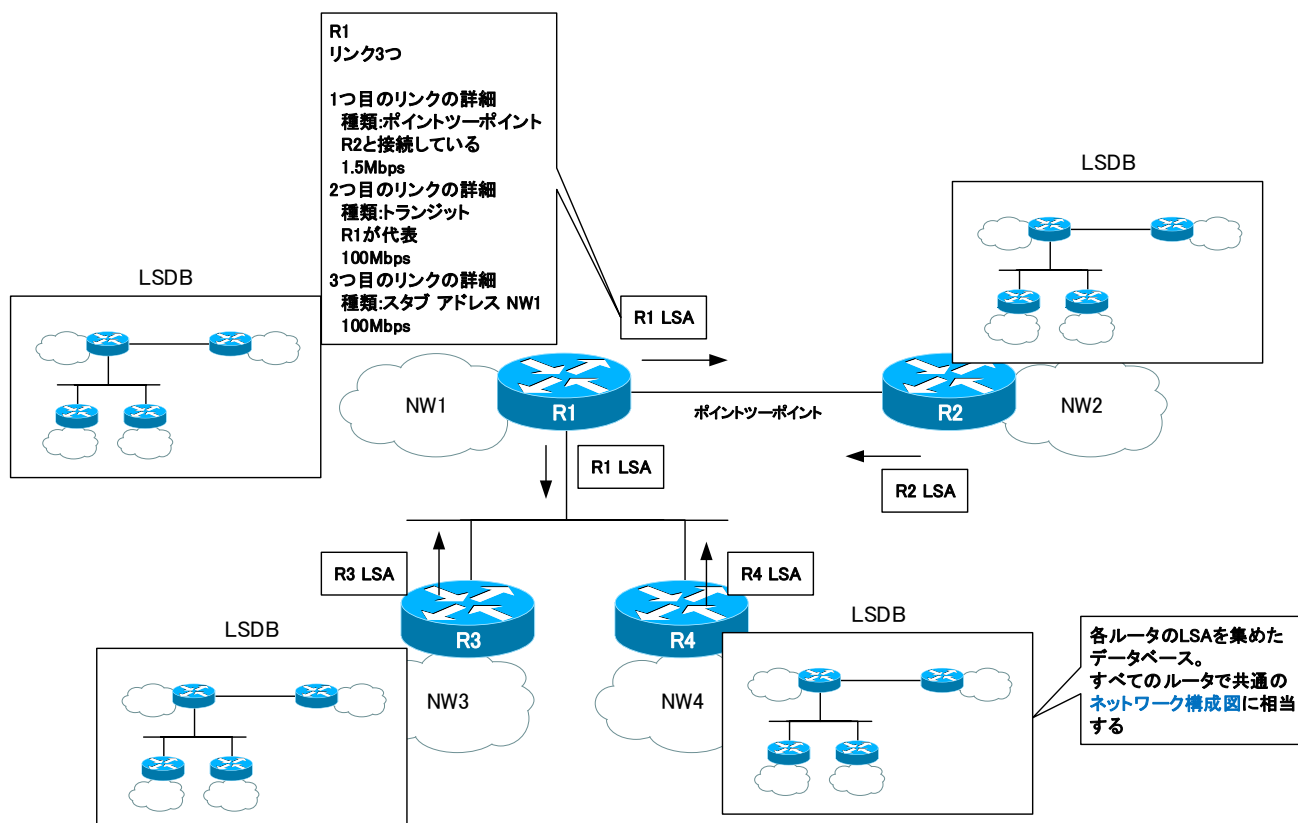 R1
リンク3つ
1つ目のリンクの詳細
種類:ポイントツーポイント
R2と接続している
1.5Mbps
2つ目のリンクの詳細
種類:トランジット
R1が代表
100Mbps
3つ目のリンクの詳細
種類:スタブ アドレス NW1
100Mbps
LSDB
LSDB
R1 LSA
NW1
R1
ポイントツーポイント
R2
NW2
R1 LSA
R2 LSA
R3 LSA
R4 LSA
R3
R4
LSDB
NW3
NW4
LSDB
各ルータのLSAを集めた
データベース。
すべてのルータで共通の
ネットワーク構成図に相当
する